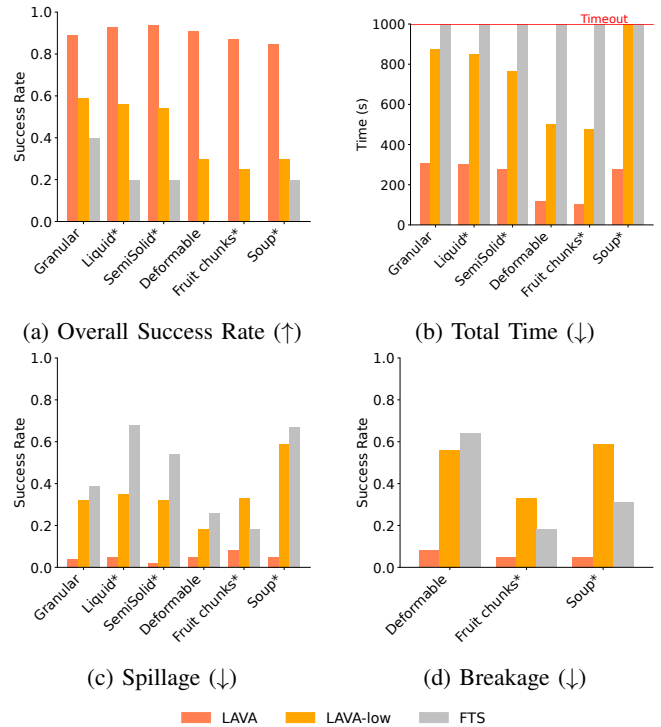 1.0
0.8
0.6
0.4
0.2
0.0
Success Rate
Granular
Liquid*
SemiSolid*
Deformable
Fruit chunks*
Soup*
(a) Overall Success Rate (↑)
Timeout
1000
800
600
400
200
0
Time (s)
Granular
Liquid*
SemiSolid*
Deformable
Fruit chunks*
Soup*
(b) Total Time (↓)
1.0
0.8
0.6
0.4
0.2
0.0
Success Rate
Granular
Liquid*
SemiSolid*
Deformable
Fruit chunks*
Soup*
(c) Spillage (↓)
1.0
0.8
0.6
0.4
0.2
0.0
Success Rate
Deformable
Fruit chunks*
Soup*
(d) Breakage (↓)
LAVA LAVA-low FTS